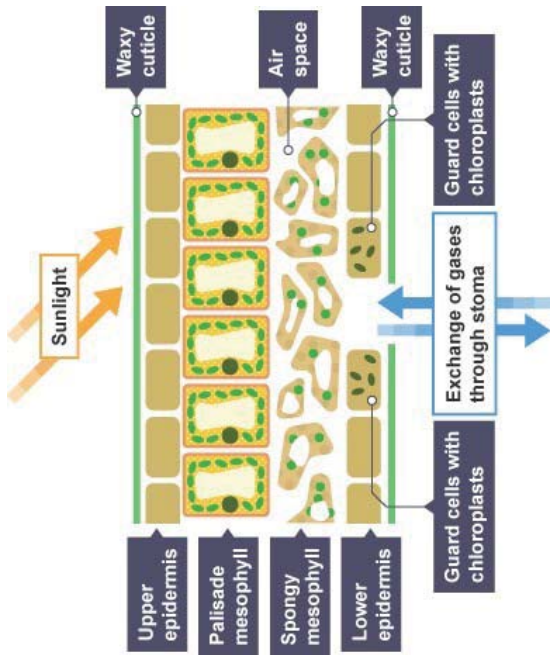 Sunlight
Waxy
cuticle
Upper
epidermis
Palisade
mesophyll
Air
space
Spongy
mesophyll
Lower
epidermis
Waxy
cuticle
Guard cells with
chloroplasts
Exchange of gases
through stoma
Guard cells with
chloroplasts